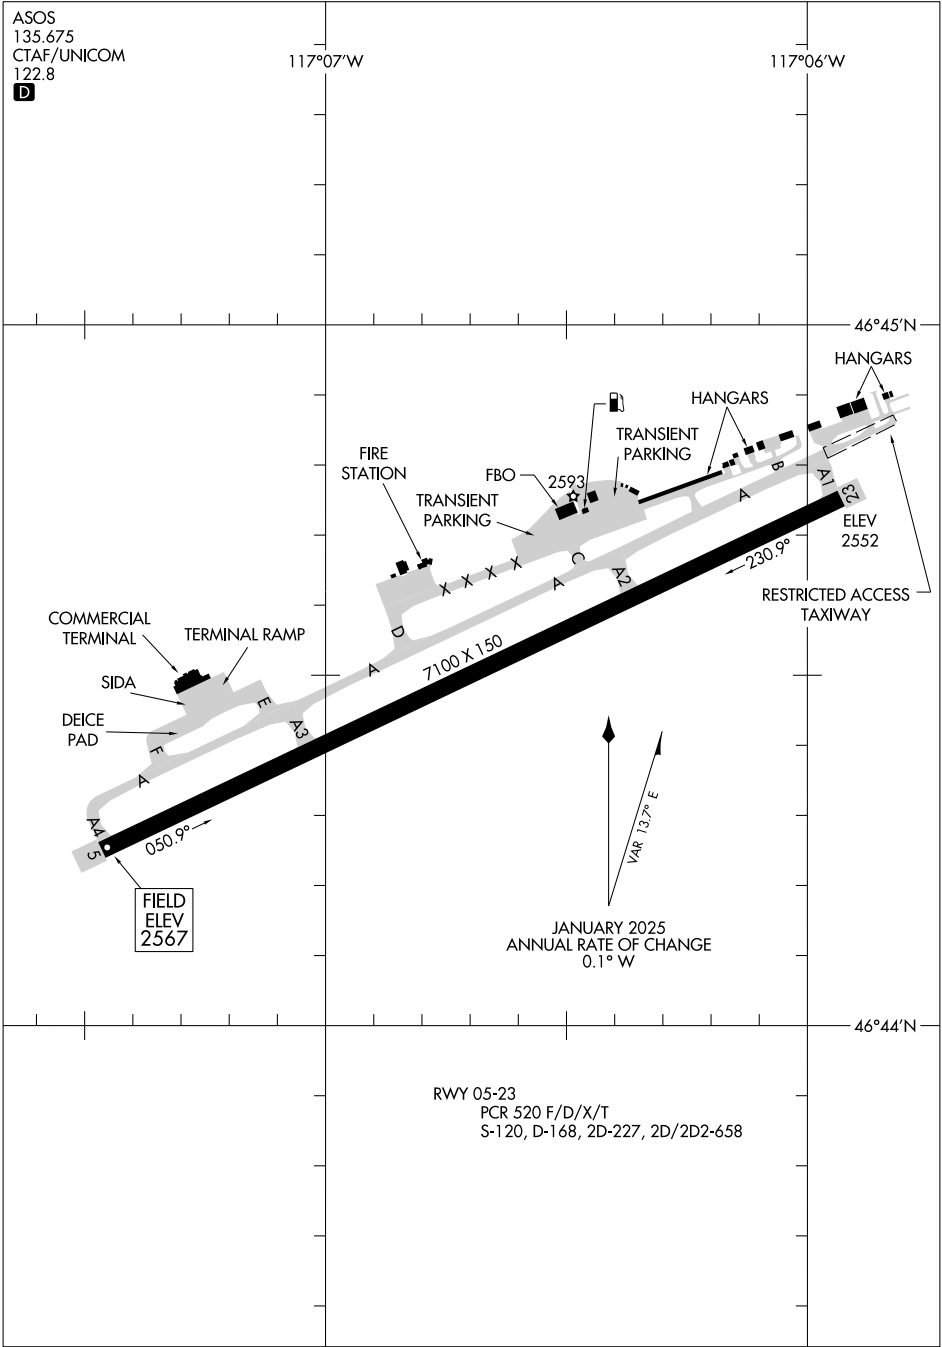 ASOS
135.675
CTAF/UNICOM
122.8
D
117°07'W
117°06'W
46°45'N
HANGARS
HANGARS
TRANSIENT
PARKING
FIRE
STATION
FBO
2593
TRANSIENT
PARKING
B
A1
A
23
ELEV
2552
C
A2
A
X X X X
230.9°
RESTRICTED ACCESS
TAXIWAY
D
COMMERCIAL
TERMINAL
TERMINAL RAMP
7100 X 150
A
SIDA
E
DEICE
PAD
A3
F
A
A4
5
050.9°
VAR 13.7° E
FIELD
ELEV
2567
JANUARY 2025
ANNUAL RATE OF CHANGE
0.1° W
46°44'N
RWY 05-23
PCR 520 F/D/X/T
S-120, D-168, 2D-227, 2D/2D2-658